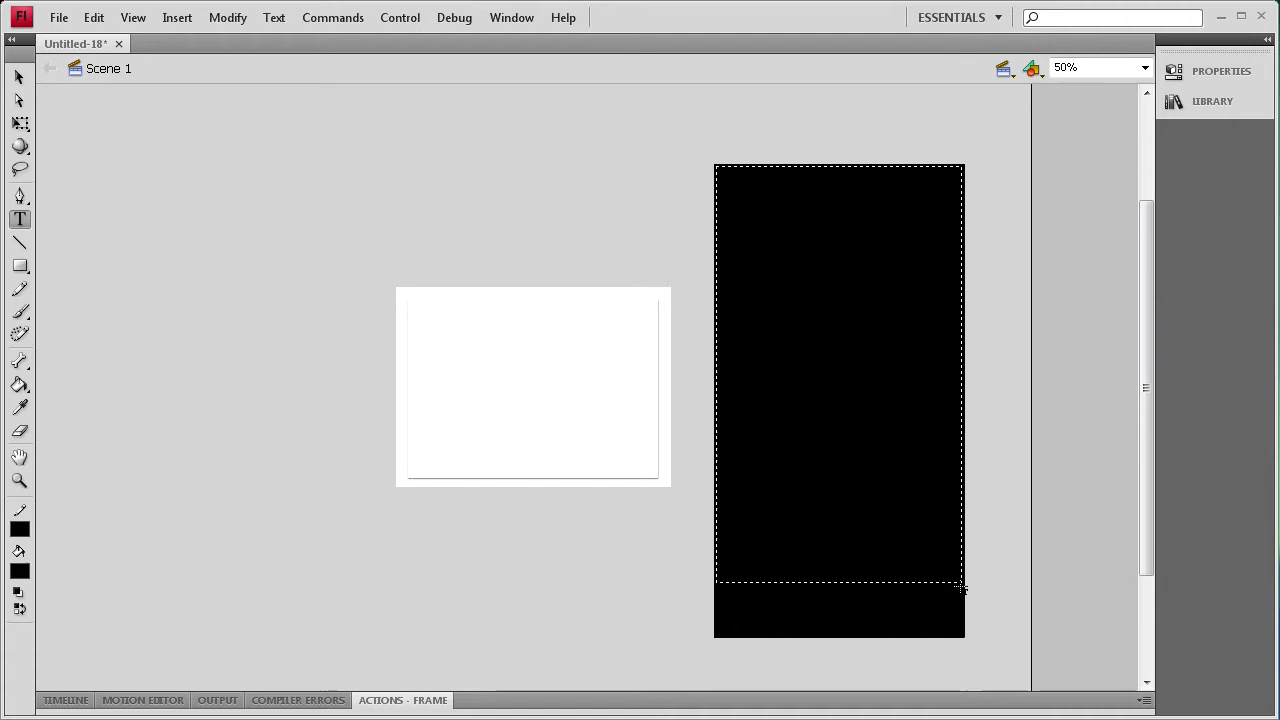 Fl File Edit View Insert Modify Text Commands Control Debug Window Help ESSENTIALS
Untitled-18*
Scene 1 50%
PROPERTIES
LIBRARY
T
TIMELINE MOTION EDITOR OUTPUT COMPILER ERRORS ACTIONS - FRAME